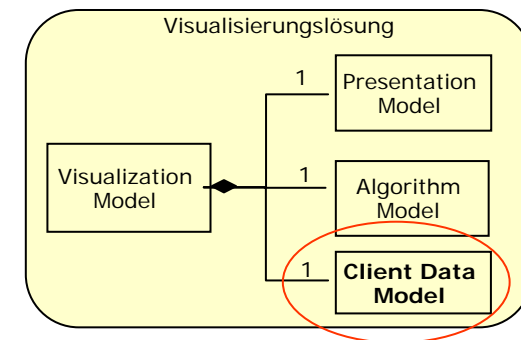 Visualisierungslösung
1
Presentation
Model
Visualization
Model
1
Algorithm
Model
1
Client Data
Model